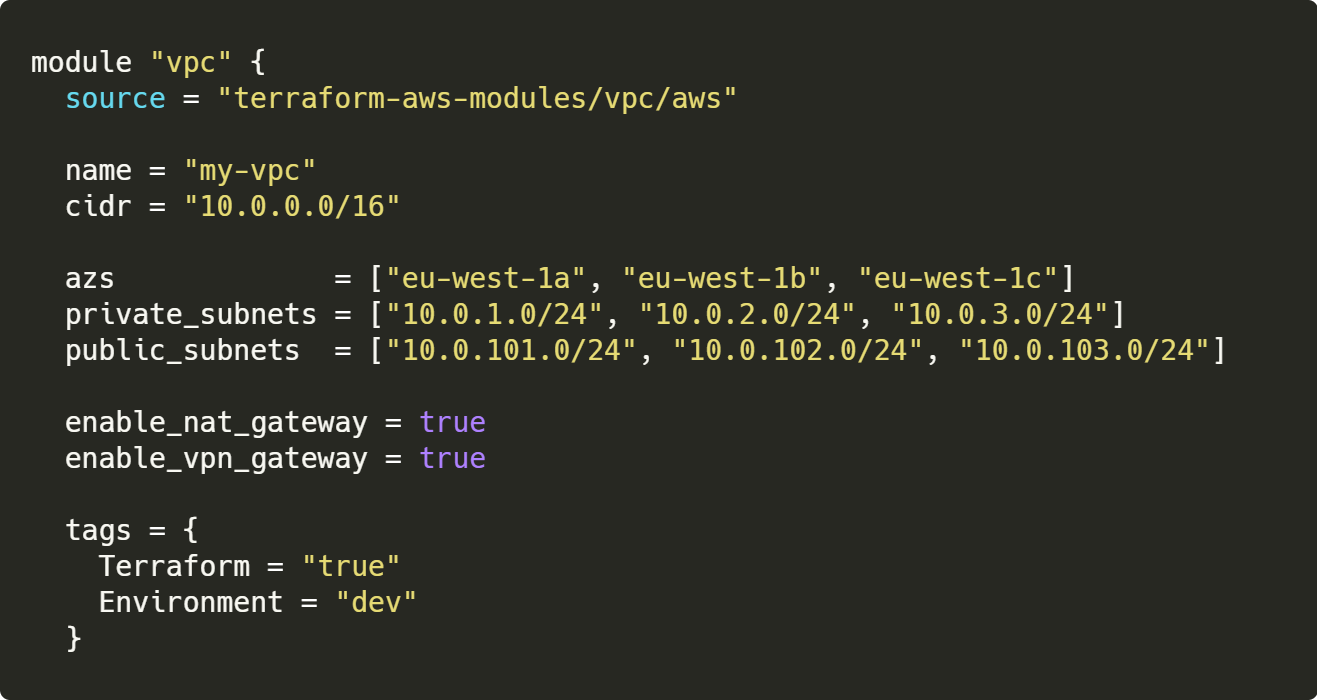 module "vpc" {
  source = "terraform-aws-modules/vpc/aws"

  name = "my-vpc"
  cidr = "10.0.0.0/16"

  azs             = ["eu-west-1a", "eu-west-1b", "eu-west-1c"]
  private_subnets = ["10.0.1.0/24", "10.0.2.0/24", "10.0.3.0/24"]
  public_subnets  = ["10.0.101.0/24", "10.0.102.0/24", "10.0.103.0/24"]

  enable_nat_gateway = true
  enable_vpn_gateway = true

  tags = {
    Terraform = "true"
    Environment = "dev"
  }